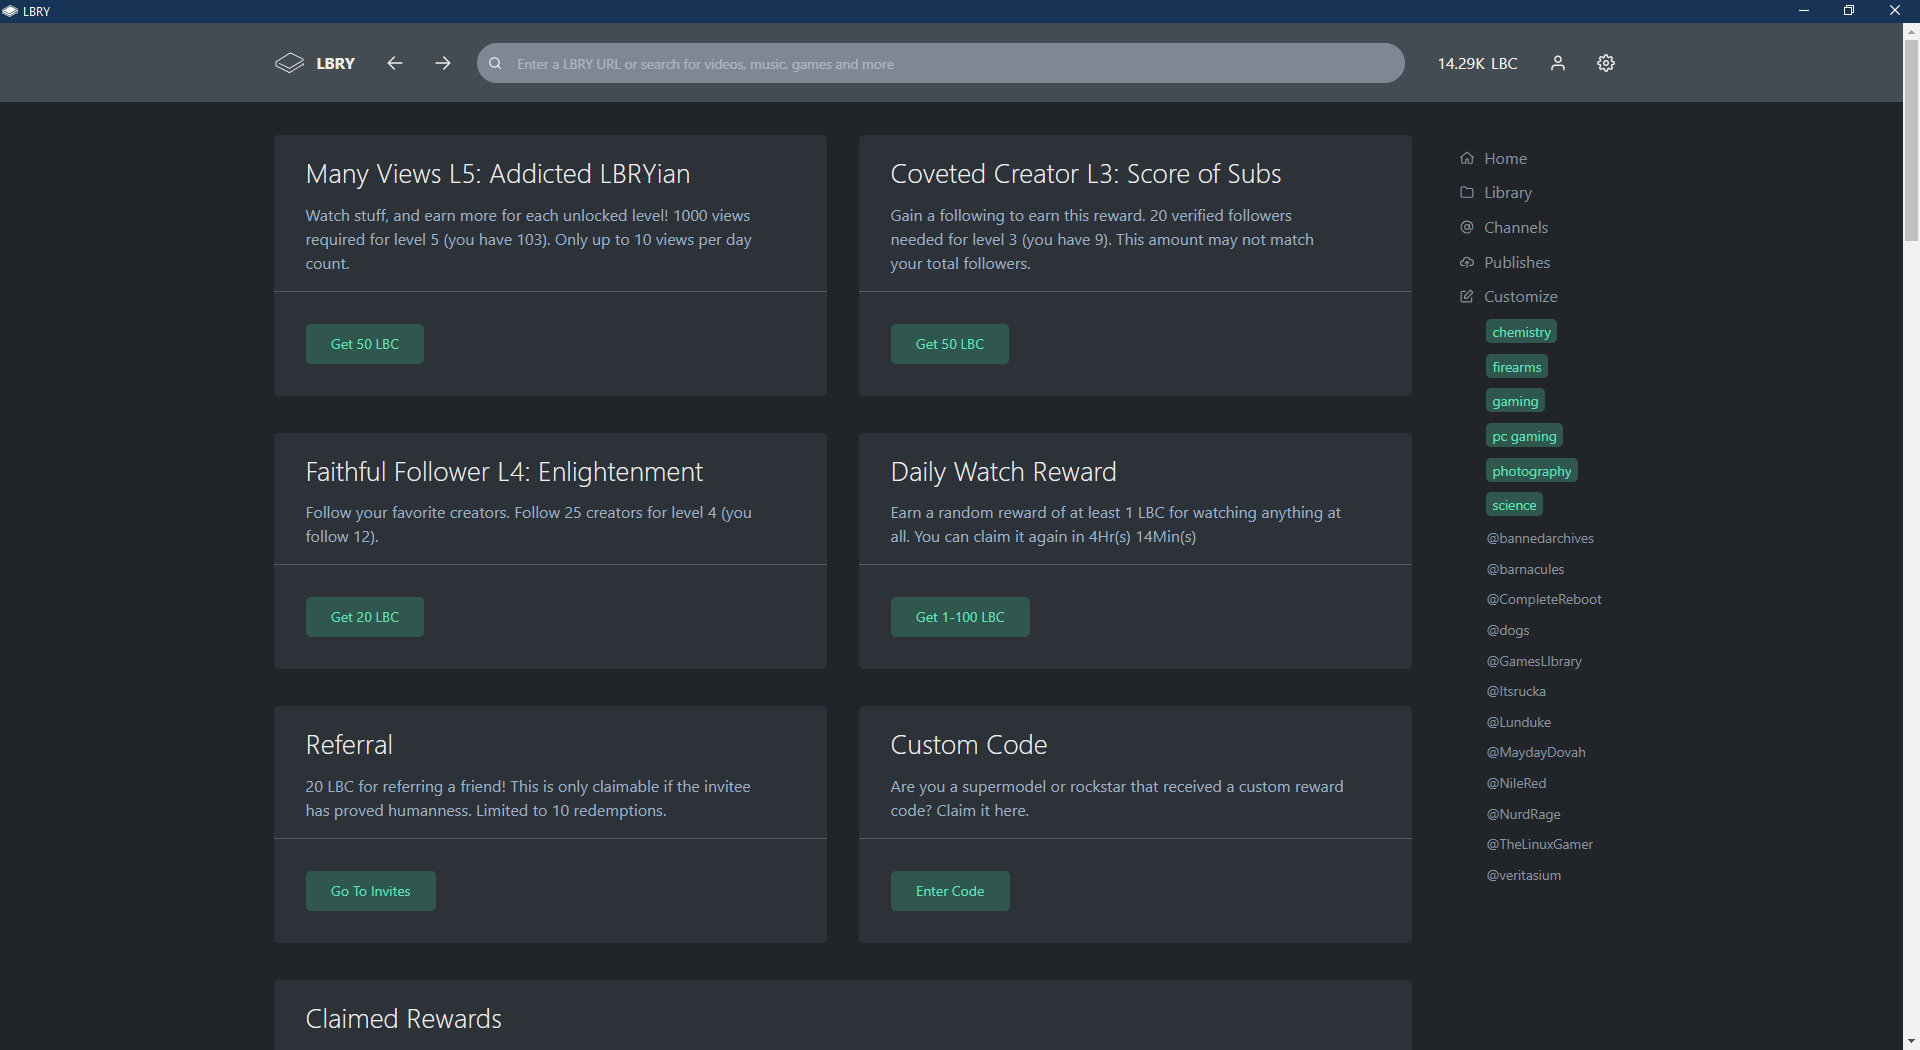 LBRY
LBRY
Enter a LBRY URL or search for videos, music, games and more
14.29K LBC
Many Views L5: Addicted LBRYian
Watch stuff, and earn more for each unlocked level! 1000 views
required for level 5 (you have 103). Only up to 10 views per day
count.
Get 50 LBC
Coveted Creator L3: Score of Subs
Gain a following to earn this reward. 20 verified followers
needed for level 3 (you have 9). This amount may not match
your total followers.
Get 50 LBC
Faithful Follower L4: Enlightenment
Follow your favorite creators. Follow 25 creators for level 4 (you
follow 12).
Get 20 LBC
Daily Watch Reward
Earn a random reward of at least 1 LBC for watching anything at
all. You can claim it again in 4Hr(s) 14Min(s)
Get 1-100 LBC
Referral
20 LBC for referring a friend! This is only claimable if the invitee
has proved humanness. Limited to 10 redemptions.
Go To Invites
Custom Code
Are you a supermodel or rockstar that received a custom reward
code? Claim it here.
Enter Code
Claimed Rewards
Home
Library
Channels
Publishes
Customize
chemistry
firearms
gaming
pc gaming
photography
science
@bannedarchives
@barnacules
@CompleteReboot
@dogs
@GamesLIbrary
@Itsrucka
@Lunduke
@MaydayDovah
@NileRed
@NurdRage
@TheLinuxGamer
@veritasium